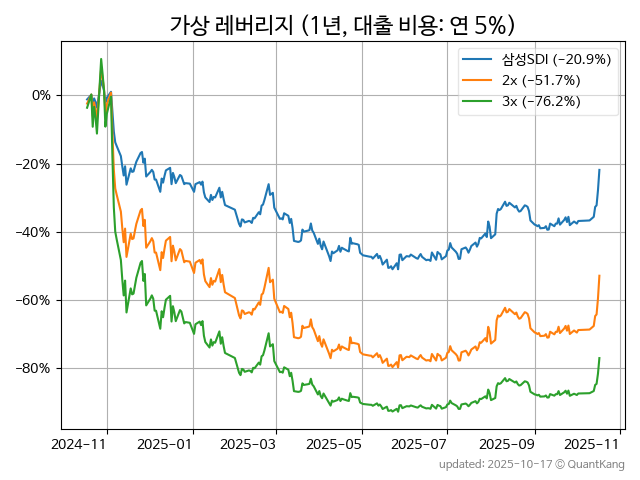 가상 레버리지 (1년, 대출 비용: 연 5%)
삼성SDI (−20.9%)
2x (−51.7%)
3x (−76.2%)
0%
−20%
−40%
−60%
−80%
2024-11 2025-01 2025-03 2025-05 2025-07 2025-09 2025-11
updated: 2025-10-17 © QuantKang